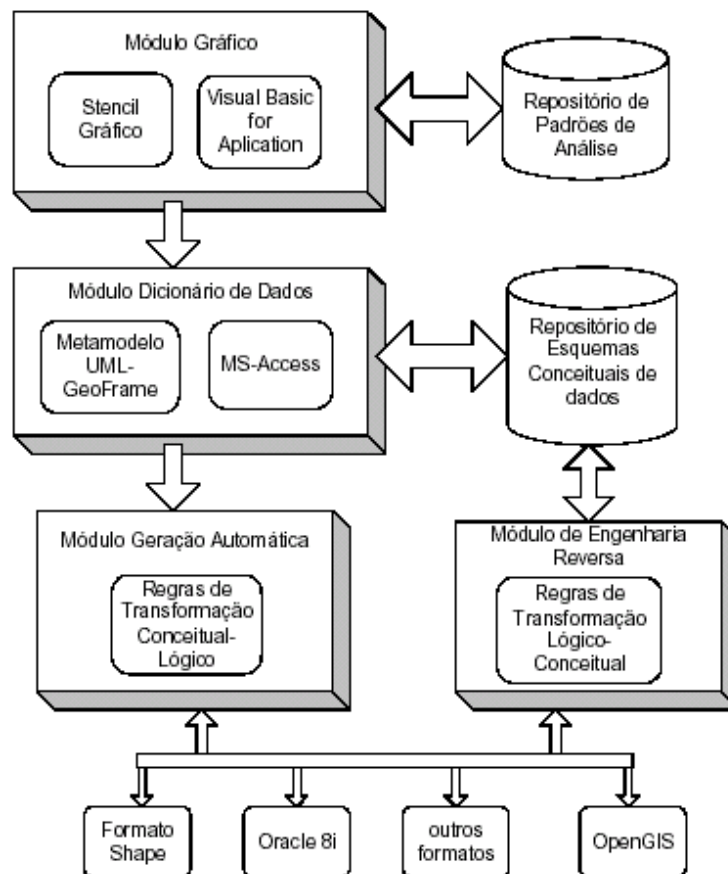 Módulo Gráfico
Stencil
Gráfico
Visual Basic
for
Aplication
Repositório de
Padrões de
Análise
Módulo Dicionário de Dados
Metamodelo
UML-
GeoFrame
MS-Access
Repositório de
Esquemas
Conceituais de
dados
Módulo Geração Automática
Regras de
Transformação
Conceitual-
Lógico
Módulo de Engenharia
Reversa
Regras de
Transformação
Lógico-
Conceitual
Formato
Shape
Oracle 8i
outros
formatos
OpenGIS